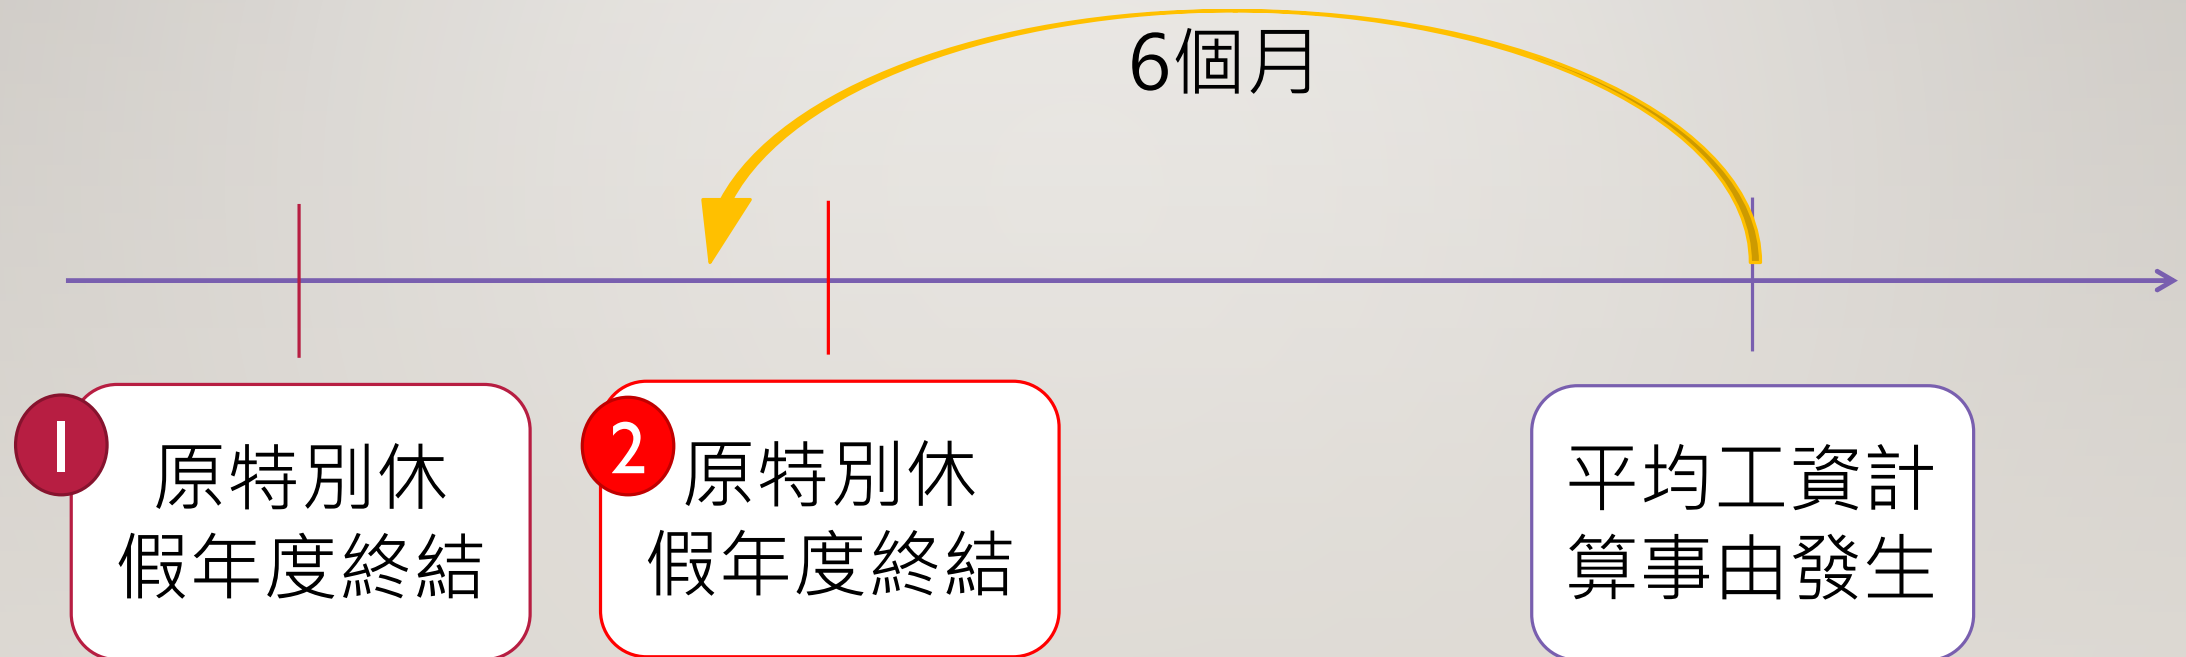 6個月
1
原特別休
假年度終結
2
原特別休
假年度終結
平均工資計
算事由發生